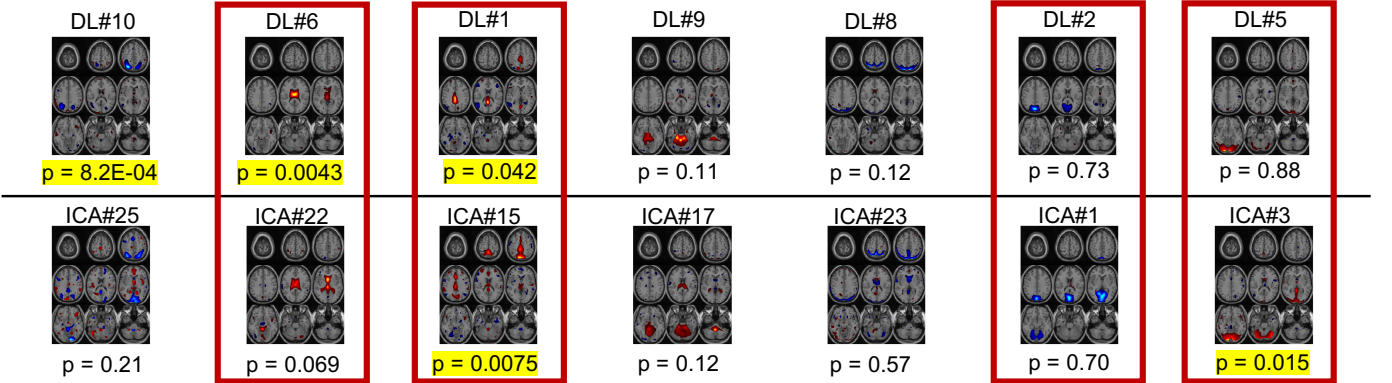 DL#10 DL#6 DL#1 DL#9 DL#8 DL#2 DL#5
p = 8.2E-04 p = 0.0043 p = 0.042 p = 0.11 p = 0.12 p = 0.73 p = 0.88
ICA#25 ICA#22 ICA#15 ICA#17 ICA#23 ICA#1 ICA#3
p = 0.21 p = 0.069 p = 0.0075 p = 0.12 p = 0.57 p = 0.70 p = 0.015